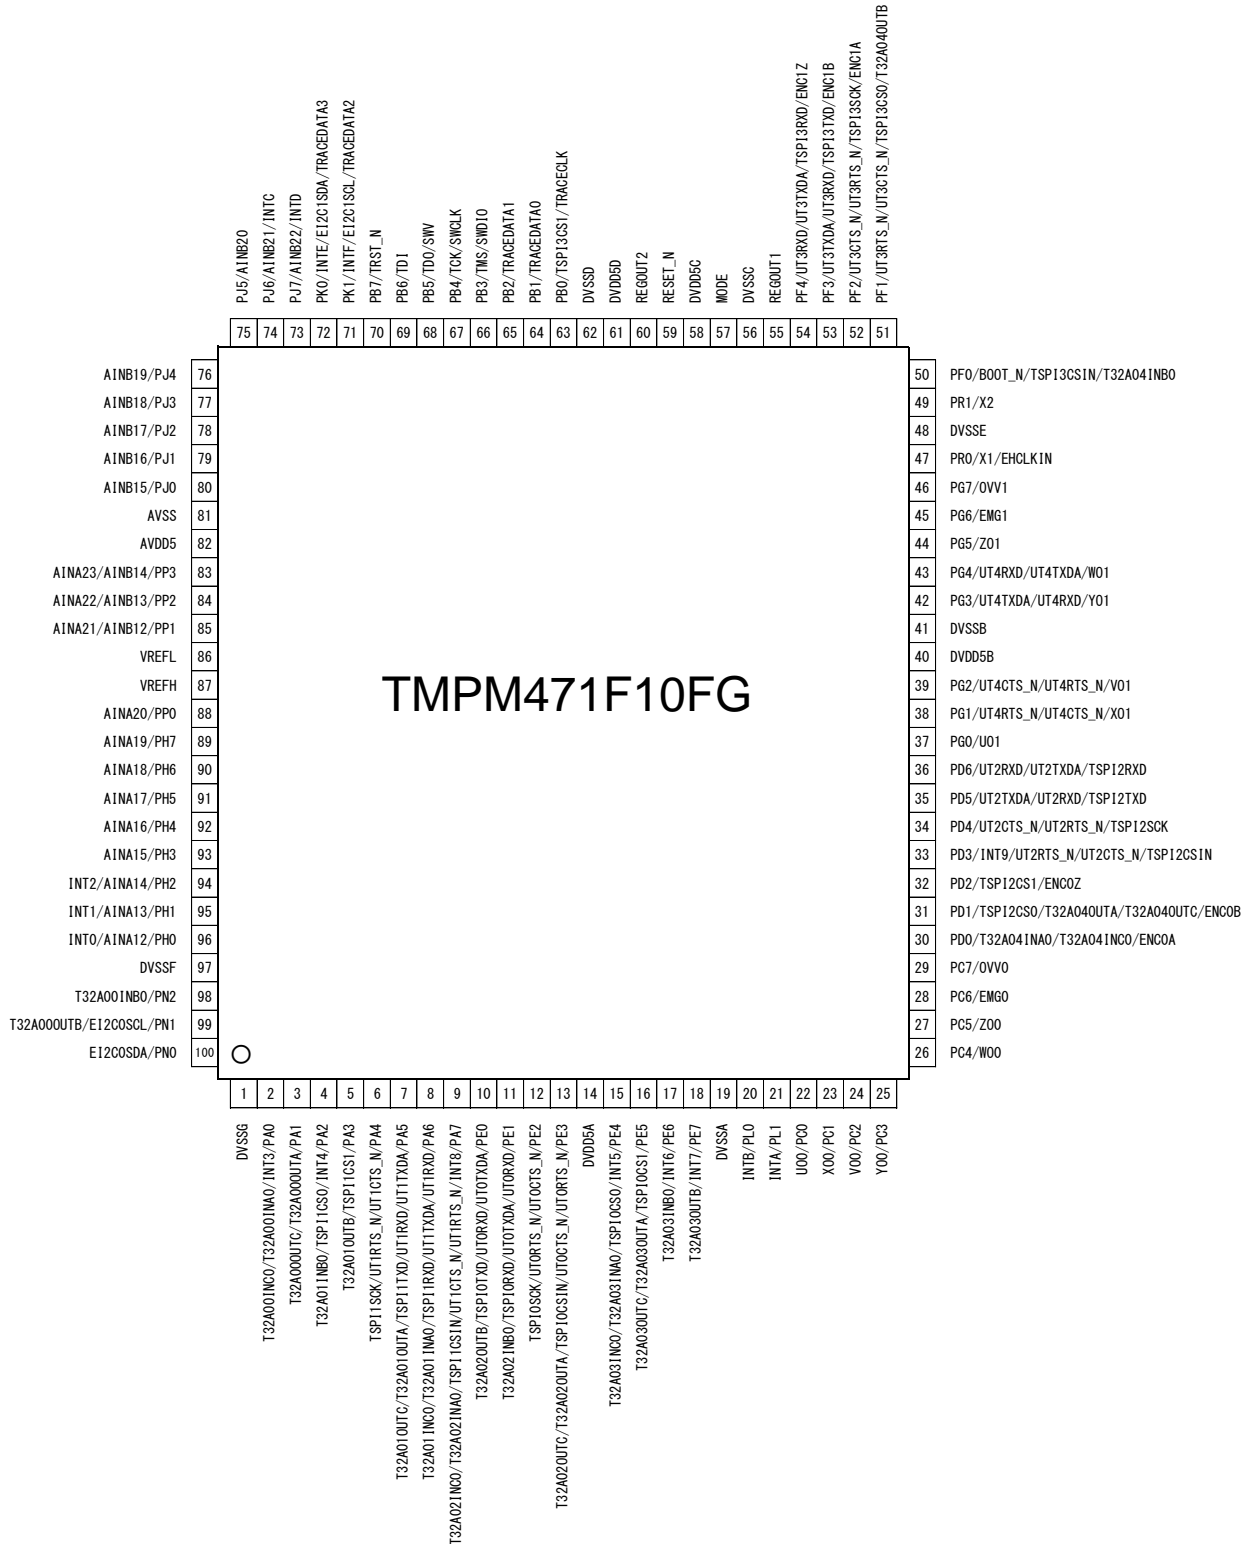 PJ5/AINB20
PJ6/AINB21/INTC
PJ7/AINB22/INTD
PK0/INTE/EI2C1SDA/TRACEDATA3
PK1/INTF/EI2C1SCL/TRACEDATA2
PB7/TRST_N
PB6/TDI
PB5/TDO/SWV
PB4/TCK/SWCLK
PB3/TMS/SWDIO
PB2/TRACEDATA1
PB1/TRACEDATA0
PB0/TSPI3CS1/TRACECLK
DVSSD
DVDD5D
REGOUT2
RESET_N
DVDD5C
MODE
DVSSC
REGOUT1
PF4/UT3RXD/UT3TXDA/TSPI3RXD/ENC1Z
PF3/UT3TXDA/UT3RXD/TSPI3TXD/ENC1B
PF2/UT3CTS_N/UT3RTS_N/TSPI3SCK/ENC1A
PF1/UT3RTS_N/UT3CTS_N/TSPI3CS0/T32A04OUTB
75 74 73 72 71 70 69 68 67 66 65 64 63 62 61 60 59 58 57 56 55 54 53 52 51
AINB19/PJ4 76
AINB18/PJ3 77
AINB17/PJ2 78
AINB16/PJ1 79
AINB15/PJ0 80
AVSS 81
AVDD5 82
AINA23/AINB14/PP3 83
AINA22/AINB13/PP2 84
AINA21/AINB12/PP1 85
VREFL 86
VREFH 87
AINA20/PP0 88
AINA19/PH7 89
AINA18/PH6 90
AINA17/PH5 91
AINA16/PH4 92
AINA15/PH3 93
INT2/AINA14/PH2 94
INT1/AINA13/PH1 95
INT0/AINA12/PH0 96
DVSSF 97
T32A00INB0/PN2 98
T32A00OUTB/EI2C0SCL/PN1 99
EI2C0SDA/PN0 100
TMPM471F10FG
50 PF0/BOOT_N/TSPI3CSIN/T32A04INB0
49 PR1/X2
48 DVSSE
47 PR0/X1/EHCLKIN
46 PG7/OVV1
45 PG6/EMG1
44 PG5/ZO1
43 PG4/UT4RXD/UT4TXDA/WO1
42 PG3/UT4TXDA/UT4RXD/YO1
41 DVSSB
40 DVDD5B
39 PG2/UT4CTS_N/UT4RTS_N/VO1
38 PG1/UT4RTS_N/UT4CTS_N/XO1
37 PG0/UO1
36 PD6/UT2RXD/UT2TXDA/TSPI2RXD
35 PD5/UT2TXDA/UT2RXD/TSPI2TXD
34 PD4/UT2CTS_N/UT2RTS_N/TSPI2SCK
33 PD3/INT9/UT2RTS_N/UT2CTS_N/TSPI2CSIN
32 PD2/TSPI2CS1/ENC0Z
31 PD1/TSPI2CS0/T32A04OUTA/T32A04OUTC/ENC0B
30 PD0/T32A04INA0/T32A04INC0/ENC0A
29 PC7/OVV0
28 PC6/EMG0
27 PC5/ZO0
26 PC4/WO0
1 2 3 4 5 6 7 8 9 10 11 12 13 14 15 16 17 18 19 20 21 22 23 24 25
DVSSG
T32A00INC0/T32A00INA0/INT3/PA0
T32A00OUTC/T32A00OUTA/PA1
T32A01INB0/TSPI1CS0/INT4/PA2
T32A01OUTB/TSPI1CS1/PA3
TSPI1SCK/UT1RTS_N/UT1CTS_N/PA4
T32A01OUTC/T32A01OUTA/TSPI1TXD/UT1RXD/UT1TXDA/PA5
T32A01INC0/T32A01INA0/TSPI1RXD/UT1TXDA/UT1RXD/PA6
T32A02INC0/T32A02INA0/TSPI1CSIN/UT1CTS_N/UT1RTS_N/INT8/PA7
T32A02OUTB/TSPI0TXD/UT0RXD/UT0TXDA/PE0
T32A02INB0/TSPI0RXD/UT0TXDA/UT0RXD/PE1
TSPI0SCK/UT0RTS_N/UT0CTS_N/PE2
T32A02OUTC/T32A02OUTA/TSPI0CSIN/UT0CTS_N/UT0RTS_N/PE3
DVDD5A
T32A03INC0/T32A03INA0/TSPI0CS0/INT5/PE4
T32A03OUTC/T32A03OUTA/TSPI0CS1/PE5
T32A03INB0/INT6/PE6
T32A03OUTB/INT7/PE7
DVSSA
INTB/PL0
INTA/PL1
UO0/PC0
XO0/PC1
VO0/PC2
YO0/PC3